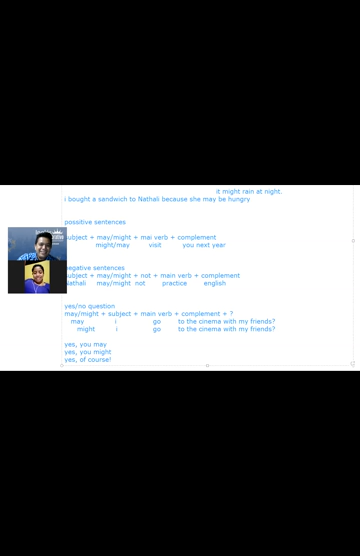 it might rain at night.
i bought a sandwich to Nathali because she may be hungry
possitive sentences
ubject + may/might + mai verb + complement
might/may visit you next year
egative sentences
ubject + may/might + not + main verb + complement
Nathali may/might not practice english
yes/no question
may/might + subject + main verb + complement + ?
may i go to the cinema with my friends?
might i go to the cinema with my friends?
yes, you may
yes, you might
yes, of course!